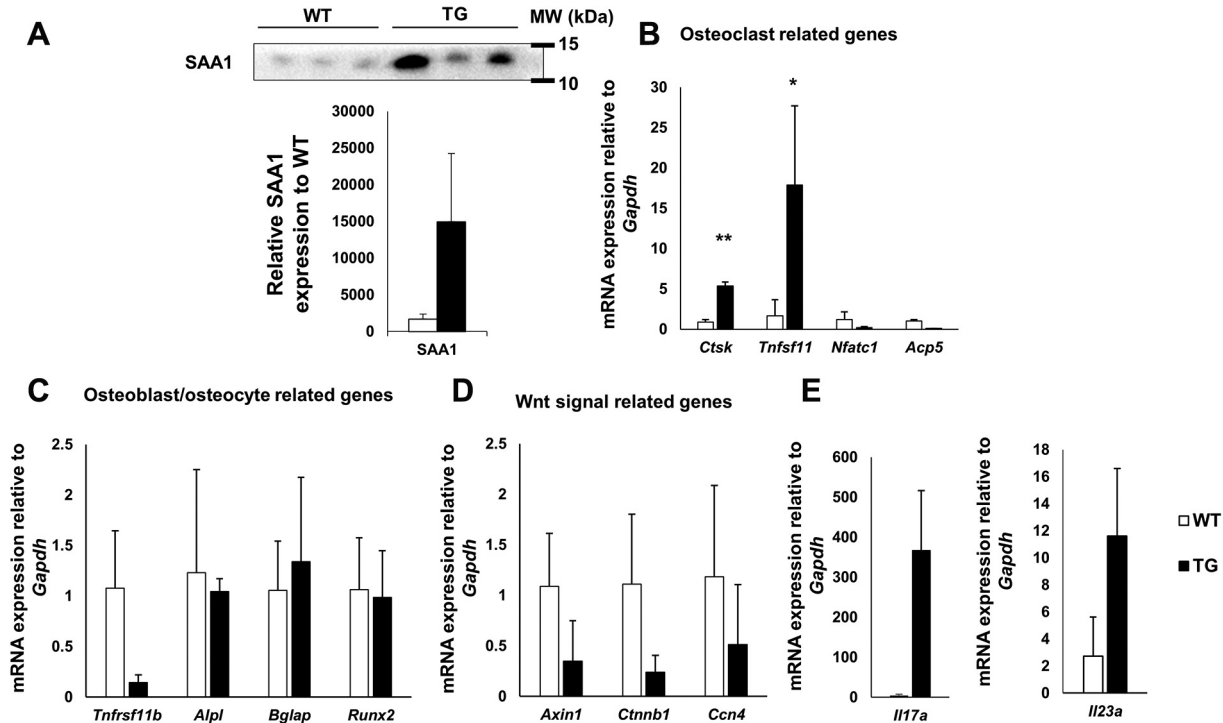 A
WT TG MW (kDa)
SAA1
15
10
Relative SAA1
expression to WT
30000
25000
20000
15000
10000
5000
0
SAA1
B Osteoclast related genes
mRNA expression relative to
Gapdh
35
30
25
20
15
10
5
0
**
*
Ctsk Tnfsf11 Nfatc1 Acp5
C Osteoblast/osteocyte related genes
mRNA expression relative to
Gapdh
2.5
2
1.5
1
0.5
0
Tnfrsf11b Alpl Bglap Runx2
D Wnt signal related genes
mRNA expression relative to
Gapdh
2.5
2
1.5
1
0.5
0
Axin1 Ctnnb1 Ccn4
E
mRNA expression relative to
Gapdh
600
500
400
300
200
100
0
Il17a
mRNA expression relative to
Gapdh
18
16
14
12
10
8
6
4
2
0
Il23a
WT
TG